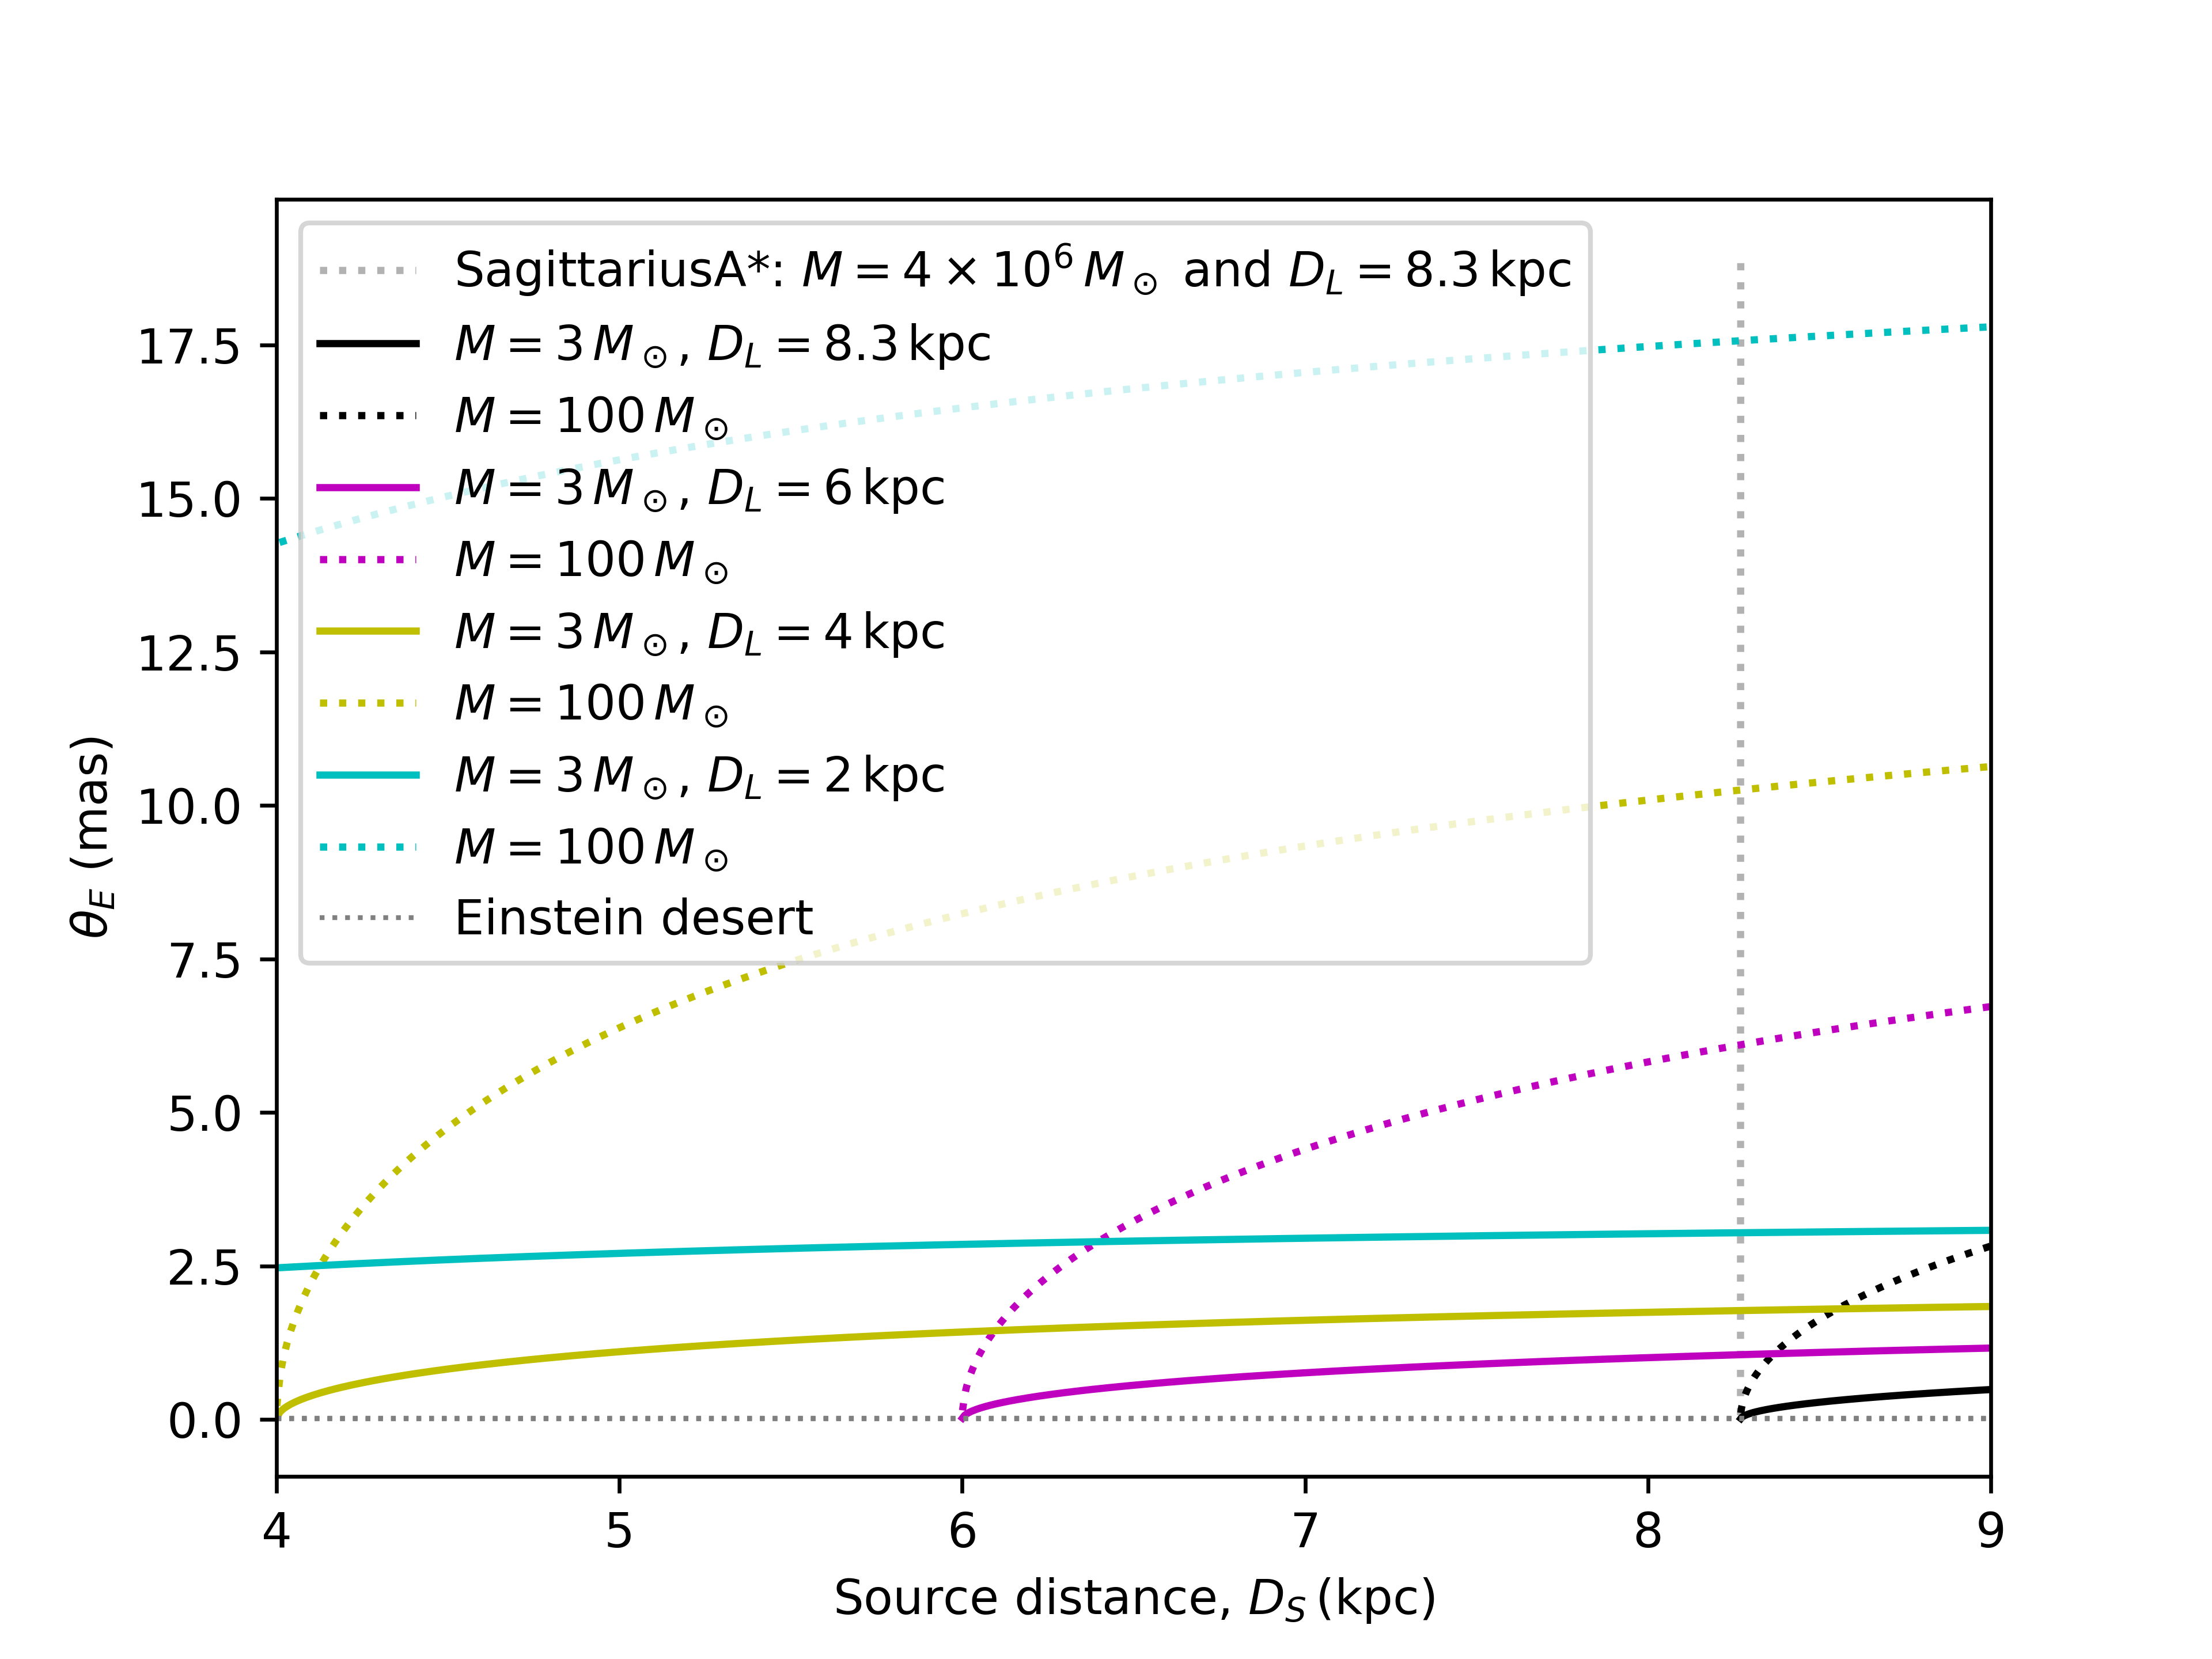 SagittariusA*: M = 4 × 10⁶ M⊙ and D_L = 8.3 kpc
M = 3 M⊙, D_L = 8.3 kpc
M = 100 M⊙
M = 3 M⊙, D_L = 6 kpc
M = 100 M⊙
M = 3 M⊙, D_L = 4 kpc
M = 100 M⊙
M = 3 M⊙, D_L = 2 kpc
M = 100 M⊙
Einstein desert
17.5
15.0
12.5
10.0
7.5
5.0
2.5
0.0
θ_E (mas)
4 5 6 7 8 9
Source distance, D_S (kpc)